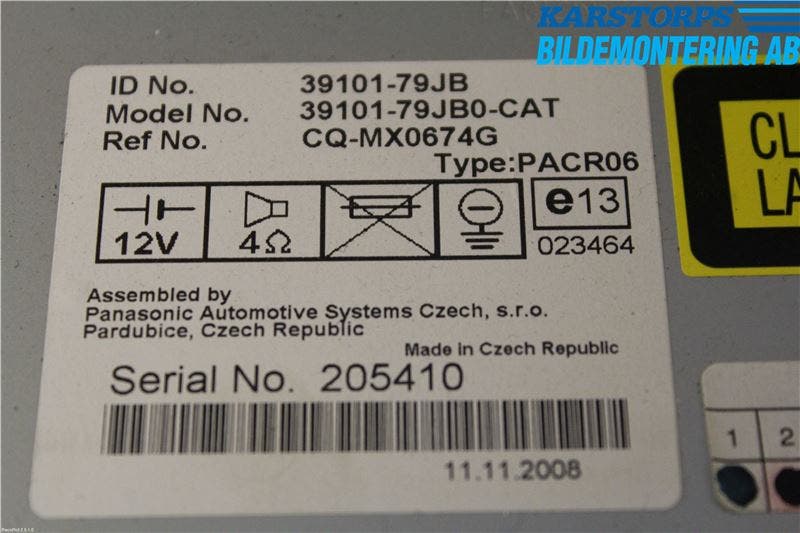 KARSTORPS
BILDEMONTERING AB
ID No. 39101-79JB
Model No. 39101-79JB0-CAT
Ref No. CQ-MX0674G
Type:PACR06
12V 4Ω e13
023464
Assembled by
Panasonic Automotive Systems Czech, s.r.o.
Pardubice, Czech Republic
Made in Czech Republic
Serial No. 205410
11.11.2008
CL
LA
1 2